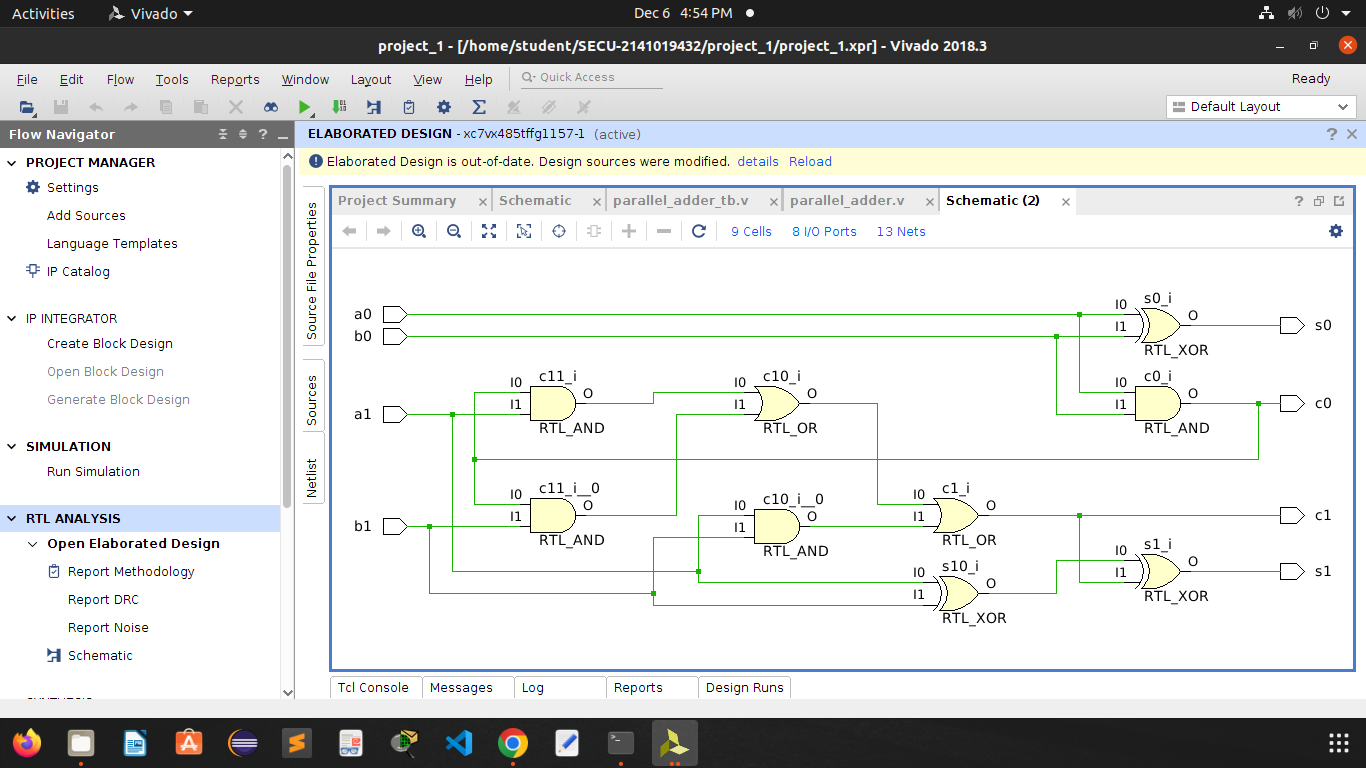 Activities Vivado Dec 6 4:54 PM
project_1 - [/home/student/SECU-2141019432/project_1/project_1.xpr] - Vivado 2018.3
File Edit Flow Tools Reports Window Layout View Help Quick Access Ready
Default Layout
Flow Navigator
ELABORATED DESIGN - xc7vx485tffg1157-1 (active)
Elaborated Design is out-of-date. Design sources were modified. details Reload
PROJECT MANAGER
Settings
Add Sources
Language Templates
IP Catalog
IP INTEGRATOR
Create Block Design
Open Block Design
Generate Block Design
SIMULATION
Run Simulation
RTL ANALYSIS
Open Elaborated Design
Report Methodology
Report DRC
Report Noise
Schematic
Source File Properties
Sources
Netlist
Project Summary Schematic parallel_adder_tb.v parallel_adder.v Schematic (2)
9 Cells 8 I/O Ports 13 Nets
s0_i
a0 I0 O
b0 I1 s0
RTL_XOR
c11_i c10_i c0_i
I0 O I0 O I0 O
a1 I1 I1 I1 c0
RTL_AND RTL_OR RTL_AND
c11_i__0 c10_i__0 c1_i
I0 O I0 O I0 O
b1 I1 I1 I1 c1
RTL_AND RTL_AND RTL_OR
s10_i s1_i
I0 O I0 O
I1 I1 s1
RTL_XOR RTL_XOR
Tcl Console Messages Log Reports Design Runs